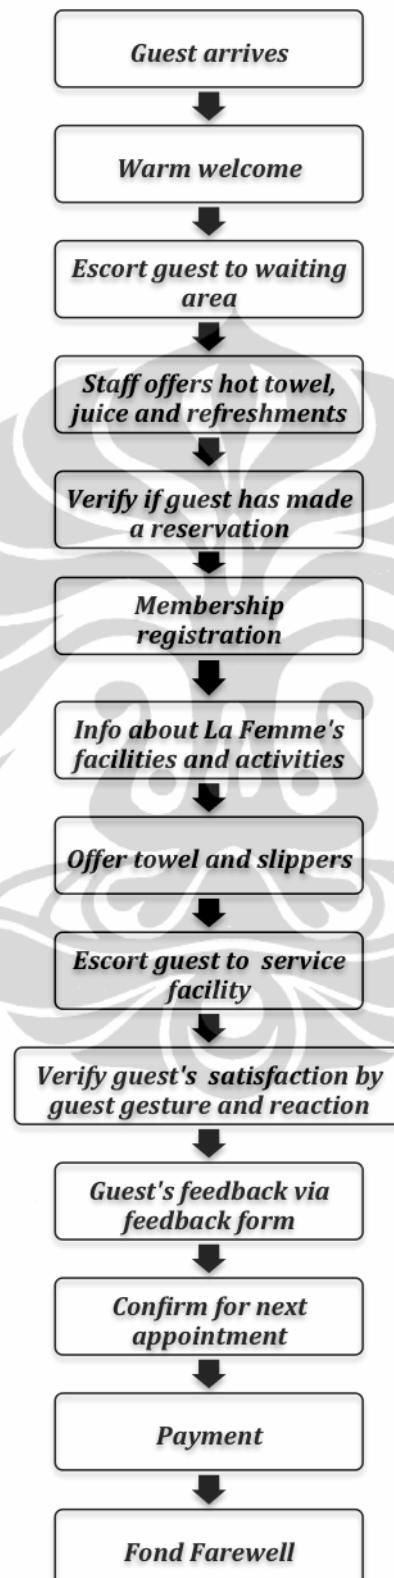 Guest arrives
Warm welcome
Escort guest to waiting
area
Staff offers hot towel,
juice and refreshments
Verify if guest has made
a reservation
Membership
registration
Info about La Femme's
facilities and activities
Offer towel and slippers
Escort guest to service
facility
Verify guest's satisfaction by
guest gesture and reaction
Guest's feedback via
feedback form
Confirm for next
appointment
Payment
Fond Farewell